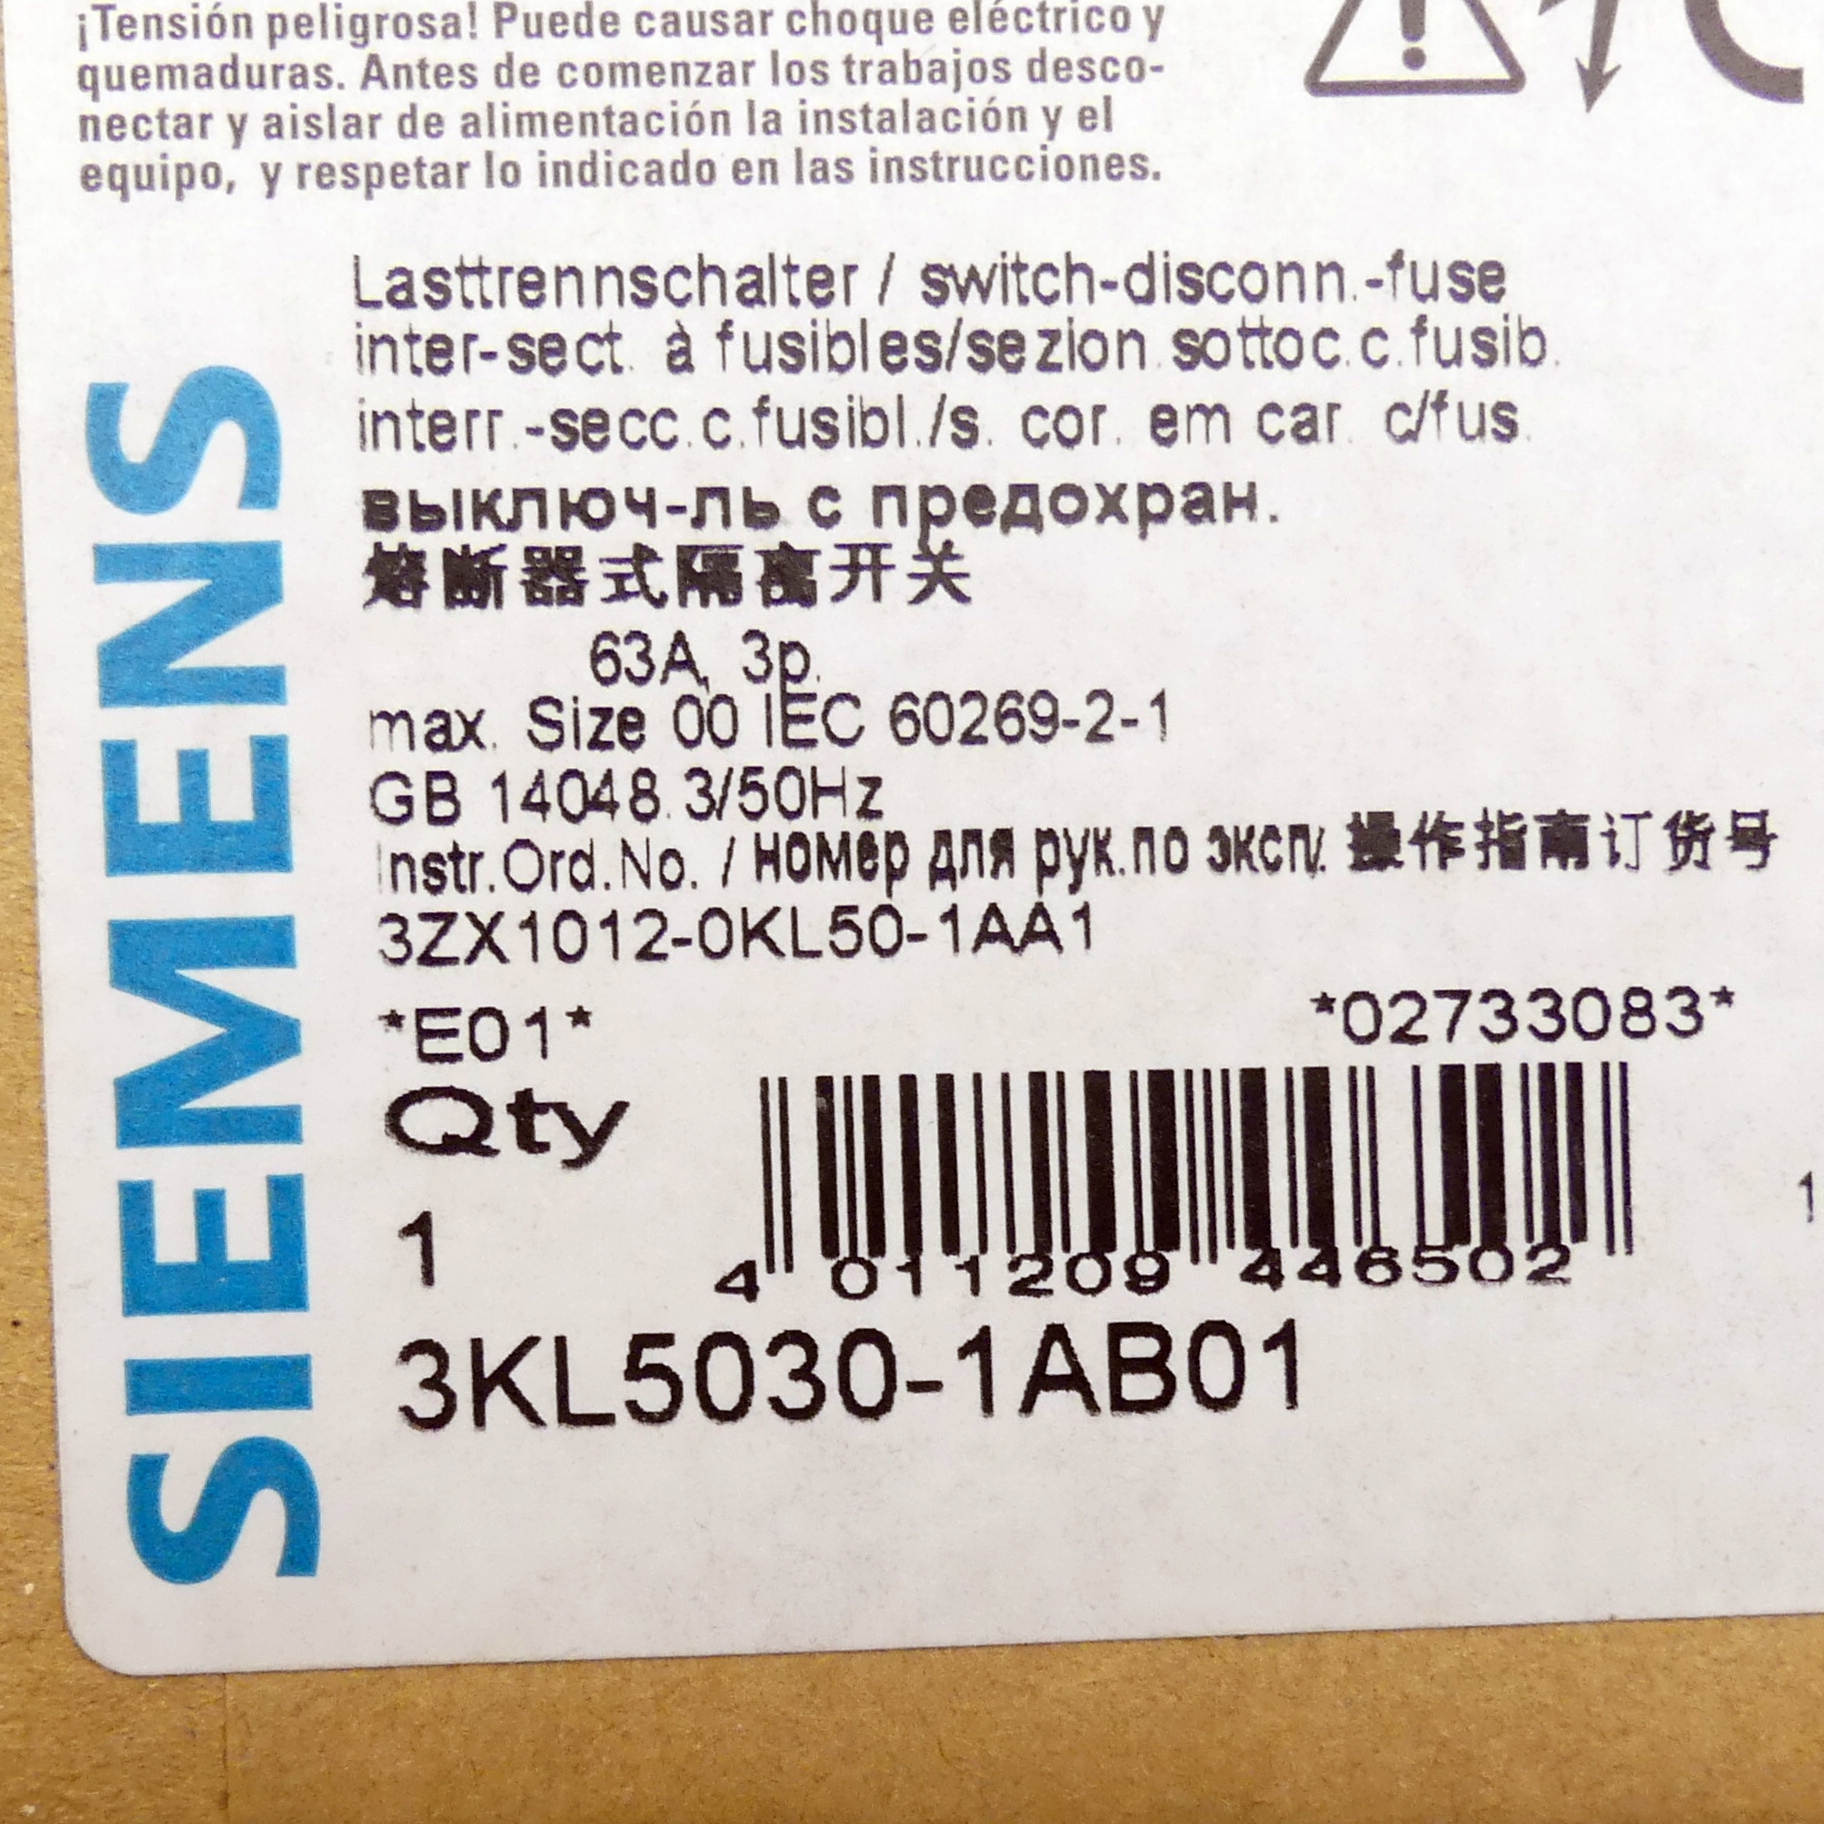 ¡Tensión peligrosa! Puede causar choque eléctrico y
quemaduras. Antes de comenzar los trabajos desco-
nectar y aislar de alimentación la instalación y el
equipo, y respetar lo indicado en las instrucciones.
SIEMENS
Lasttrennschalter / switch-disconn.-fuse
inter-sect. à fusibles/sezion.sottoc.c.fusib.
interr.-secc.c.fusibl./s. cor. em car. c/fus.
выключ-ль с предохран.
熔断器式隔离开关
63A, 3p.
max. Size 00 IEC 60269-2-1
GB 14048.3/50Hz
Instr.Ord.No. / номер для рук.по эксп. 操作指南订货号
3ZX1012-0KL50-1AA1
*E01* *02733083*
Qty
1
4 011209 446502
1
3KL5030-1AB01